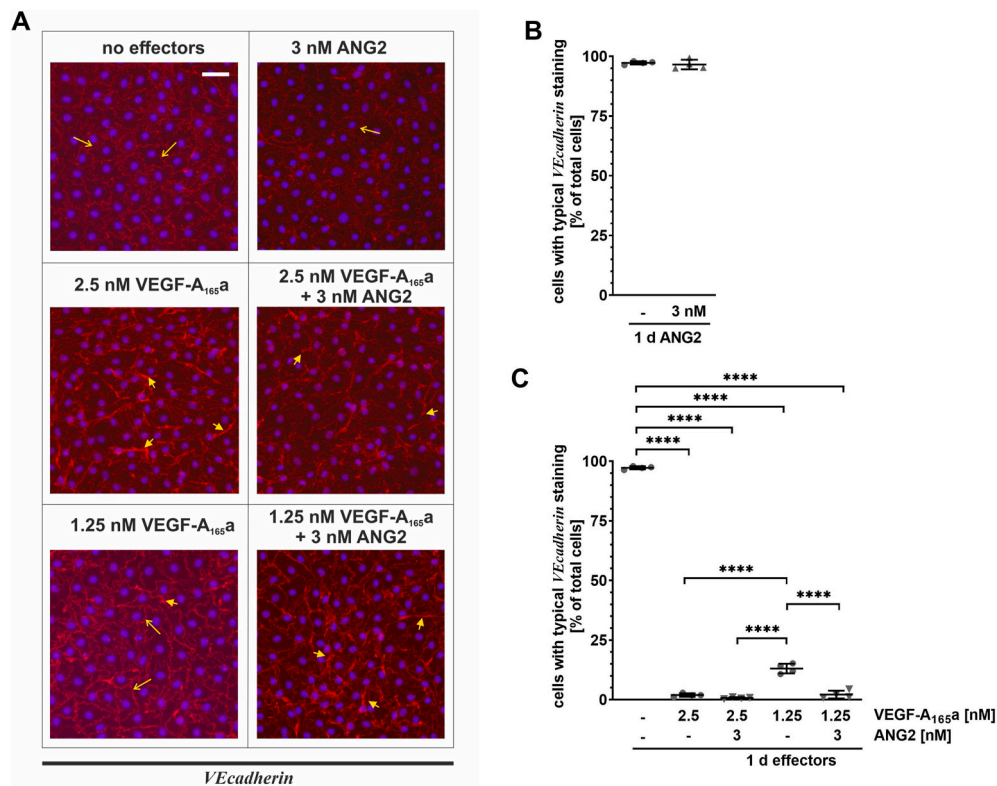 A
no effectors
3 nM ANG2
2.5 nM VEGF-A₁₆₅a
2.5 nM VEGF-A₁₆₅a
+ 3 nM ANG2
1.25 nM VEGF-A₁₆₅a
1.25 nM VEGF-A₁₆₅a
+ 3 nM ANG2
VEcadherin
B
cells with typical VEcadherin staining
[% of total cells]
100
75
50
25
0
- 3 nM
1 d ANG2
C
****
****
****
****
cells with typical VEcadherin staining
[% of total cells]
100
75
50
25
0
****
****
****
- 2.5 2.5 1.25 1.25 VEGF-A₁₆₅a [nM]
- - 3 - 3 ANG2 [nM]
1 d effectors